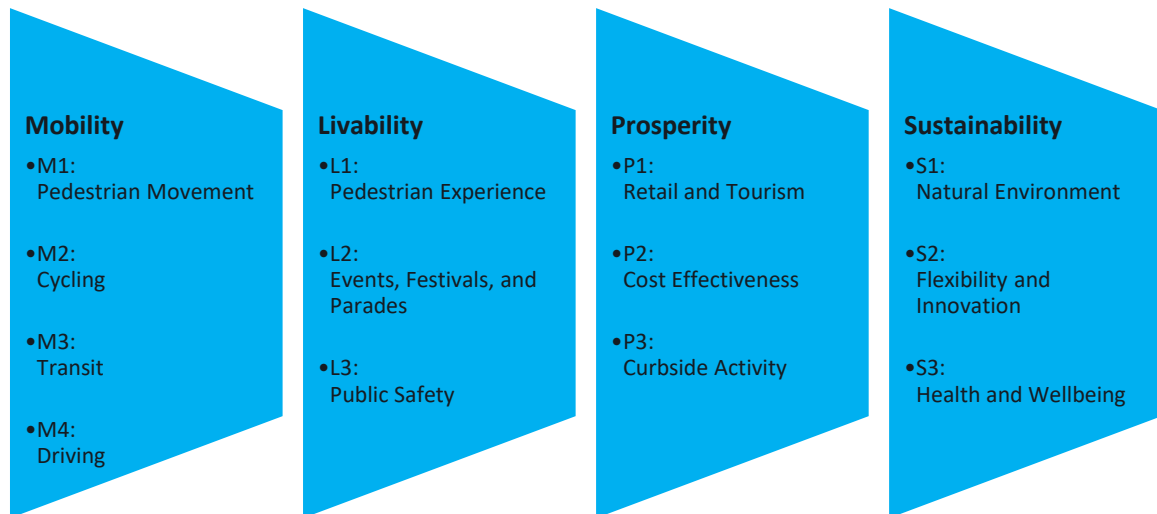 Mobility
•M1:
Pedestrian Movement
•M2:
Cycling
•M3:
Transit
•M4:
Driving
Livability
•L1:
Pedestrian Experience
•L2:
Events, Festivals, and
Parades
•L3:
Public Safety
Prosperity
•P1:
Retail and Tourism
•P2:
Cost Effectiveness
•P3:
Curbside Activity
Sustainability
•S1:
Natural Environment
•S2:
Flexibility and
Innovation
•S3:
Health and Wellbeing